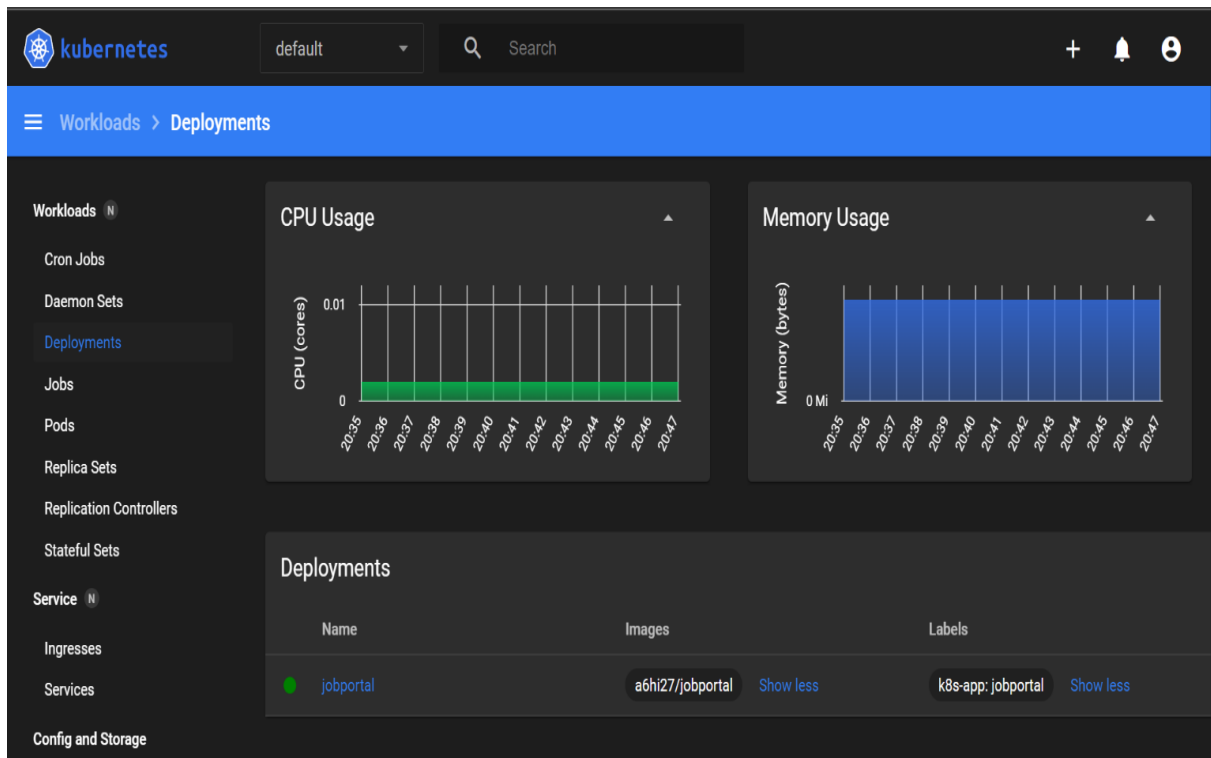 kubernetes default Search
Workloads > Deployments
Workloads N
Cron Jobs
Daemon Sets
Deployments
Jobs
Pods
Replica Sets
Replication Controllers
Stateful Sets
Service N
Ingresses
Services
Config and Storage
CPU Usage
CPU (cores)
0.01
0
20:35 20:36 20:37 20:38 20:39 20:40 20:41 20:42 20:43 20:44 20:45 20:46 20:47
Memory Usage
Memory (bytes)
0 Mi
20:35 20:36 20:37 20:38 20:39 20:40 20:41 20:42 20:43 20:44 20:45 20:46 20:47
Deployments
Name Images Labels
jobportal a6hi27/jobportal Show less k8s-app: jobportal Show less